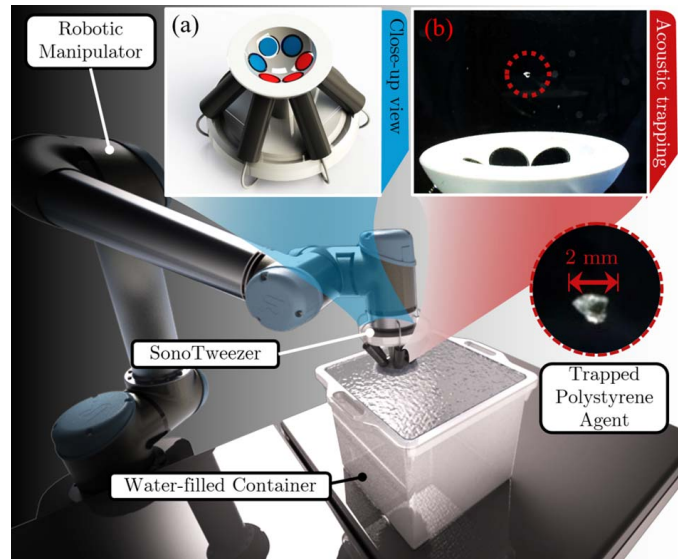 Robotic
Manipulator
(a)
Close-up view
(b)
Acoustic trapping
2 mm
SonoTweezer
Trapped
Polystyrene
Agent
Water-filled Container